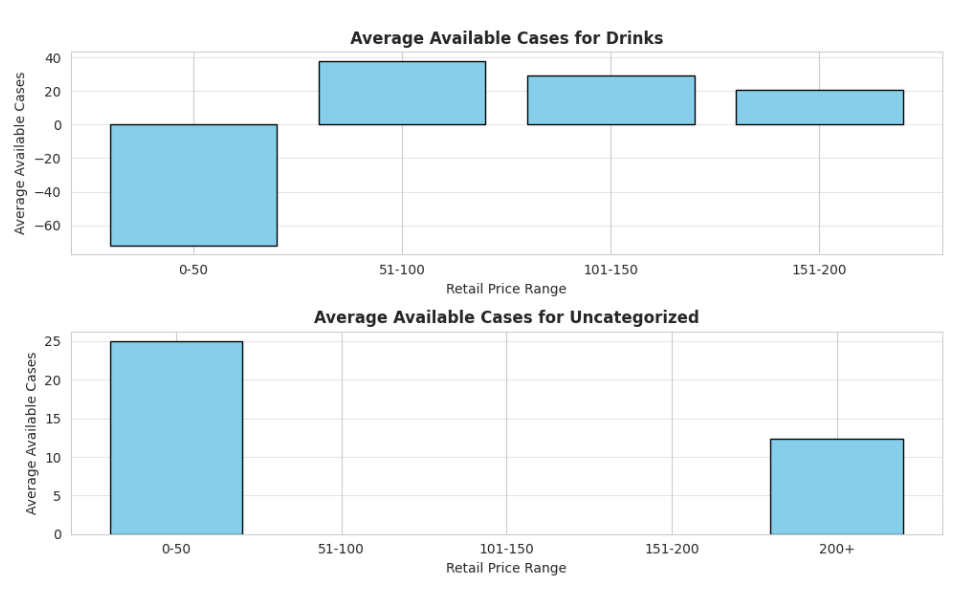 Average Available Cases for Drinks
Average Available Cases
40
20
0
−20
−40
−60
0-50 51-100 101-150 151-200
Retail Price Range
Average Available Cases for Uncategorized
Average Available Cases
25
20
15
10
5
0
0-50 51-100 101-150 151-200 200+
Retail Price Range